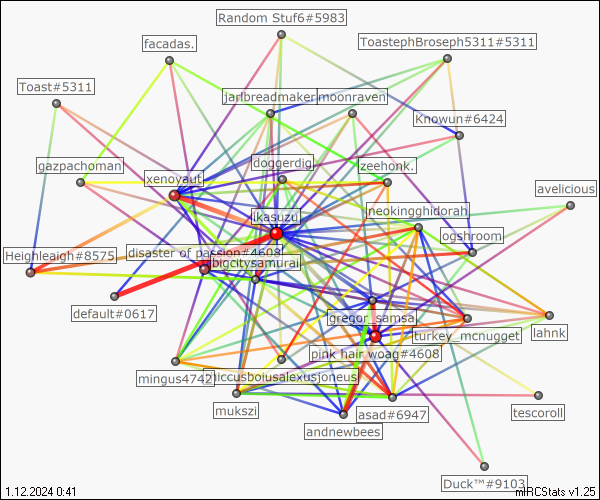 Random Stuf6#5983
facadas.
ToastephBroseph5311#5311
Toast#5311
jarlbreadmaker
moonraven
Knowun#6424
doggerdig
zeehonk.
gazpachoman
xenoyaut
avelicious
ikasuzu
neokingghidorah
ogshroom
disaster of passion#4608
Heighleaigh#8575
bigcitysamurai
default#0617
gregor_samsa.
turkey_mcnugget
lahnk
pink hair woag#4608
mingus4742
mukszi
asad#6947
tescoroll
andnewbees
Duck™#9103
1.12.2024 0:41
mIRCStats v1.25